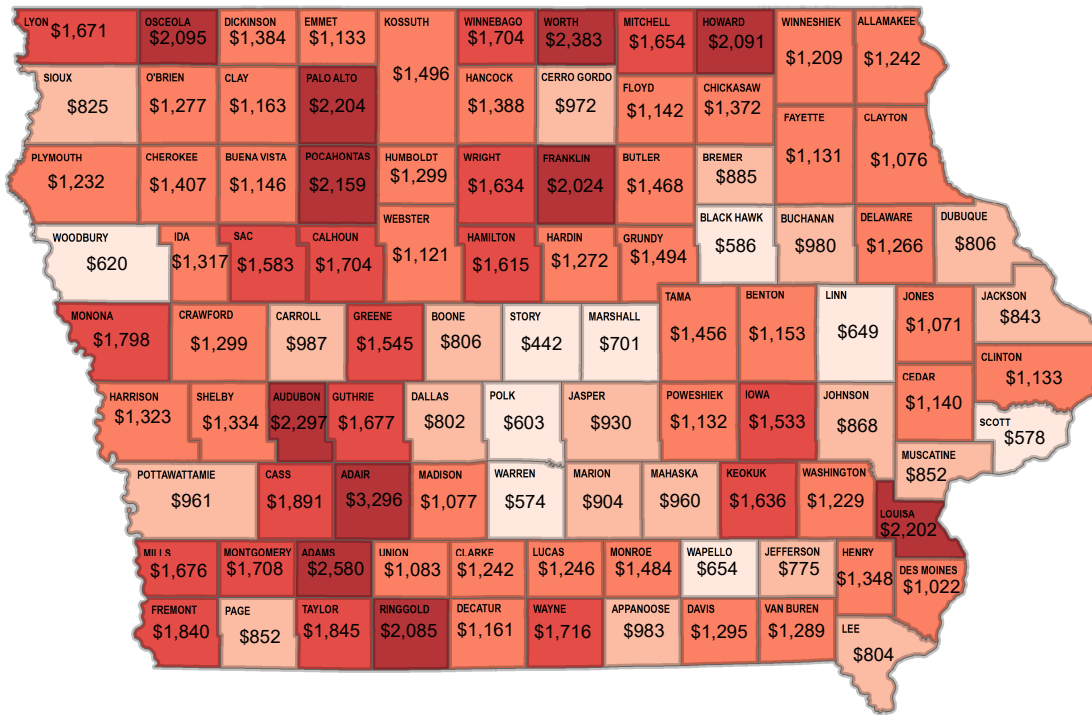 LYON
$1,671
OSCEOLA
$2,095
DICKINSON
$1,384
EMMET
$1,133
KOSSUTH
$1,496
WINNEBAGO
$1,704
WORTH
$2,383
MITCHELL
$1,654
HOWARD
$2,091
WINNESHIEK
$1,209
ALLAMAKEE
$1,242
SIOUX
$825
O'BRIEN
$1,277
CLAY
$1,163
PALO ALTO
$2,204
HANCOCK
$1,388
CERRO GORDO
$972
FLOYD
$1,142
CHICKASAW
$1,372
FAYETTE
$1,131
CLAYTON
$1,076
PLYMOUTH
$1,232
CHEROKEE
$1,407
BUENA VISTA
$1,146
POCAHONTAS
$2,159
HUMBOLDT
$1,299
WRIGHT
$1,634
FRANKLIN
$2,024
BUTLER
$1,468
BREMER
$885
WOODBURY
$620
IDA
$1,317
SAC
$1,583
CALHOUN
$1,704
WEBSTER
$1,121
HAMILTON
$1,615
HARDIN
$1,272
GRUNDY
$1,494
BLACK HAWK
$586
BUCHANAN
$980
DELAWARE
$1,266
DUBUQUE
$806
MONONA
$1,798
CRAWFORD
$1,299
CARROLL
$987
GREENE
$1,545
BOONE
$806
STORY
$442
MARSHALL
$701
TAMA
$1,456
BENTON
$1,153
LINN
$649
JONES
$1,071
JACKSON
$843
CLINTON
$1,133
HARRISON
$1,323
SHELBY
$1,334
AUDUBON
$2,297
GUTHRIE
$1,677
DALLAS
$802
POLK
$603
JASPER
$930
POWESHIEK
$1,132
IOWA
$1,533
JOHNSON
$868
CEDAR
$1,140
SCOTT
$578
POTTAWATTAMIE
$961
CASS
$1,891
ADAIR
$3,296
MADISON
$1,077
WARREN
$574
MARION
$904
MAHASKA
$960
KEOKUK
$1,636
WASHINGTON
$1,229
MUSCATINE
$852
LOUISA
$2,202
MILLS
$1,676
MONTGOMERY
$1,708
ADAMS
$2,580
UNION
$1,083
CLARKE
$1,242
LUCAS
$1,246
MONROE
$1,484
WAPELLO
$654
JEFFERSON
$775
HENRY
$1,348
DES MOINES
$1,022
FREMONT
$1,840
PAGE
$852
TAYLOR
$1,845
RINGGOLD
$2,085
DECATUR
$1,161
WAYNE
$1,716
APPANOOSE
$983
DAVIS
$1,295
VAN BUREN
$1,289
LEE
$804